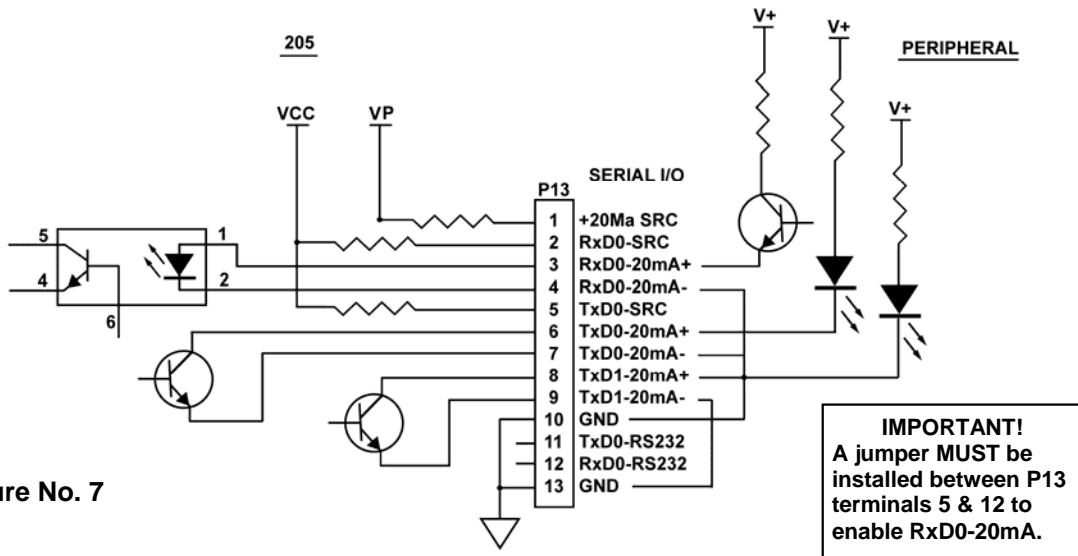 V+
V+
205
PERIPHERAL
V+
VCC
VP
SERIAL I/O
P13
1 +20Ma SRC
2 RxD0-SRC
3 RxD0-20mA+
4 RxD0-20mA-
5 TxD0-SRC
6 TxD0-20mA+
7 TxD0-20mA-
8 TxD1-20mA+
9 TxD1-20mA-
10 GND
11 TxD0-RS232
12 RxD0-RS232
13 GND
5
1
4
2
6
IMPORTANT!
A jumper MUST be
installed between P13
terminals 5 & 12 to
enable RxD0-20mA.
ure No. 7